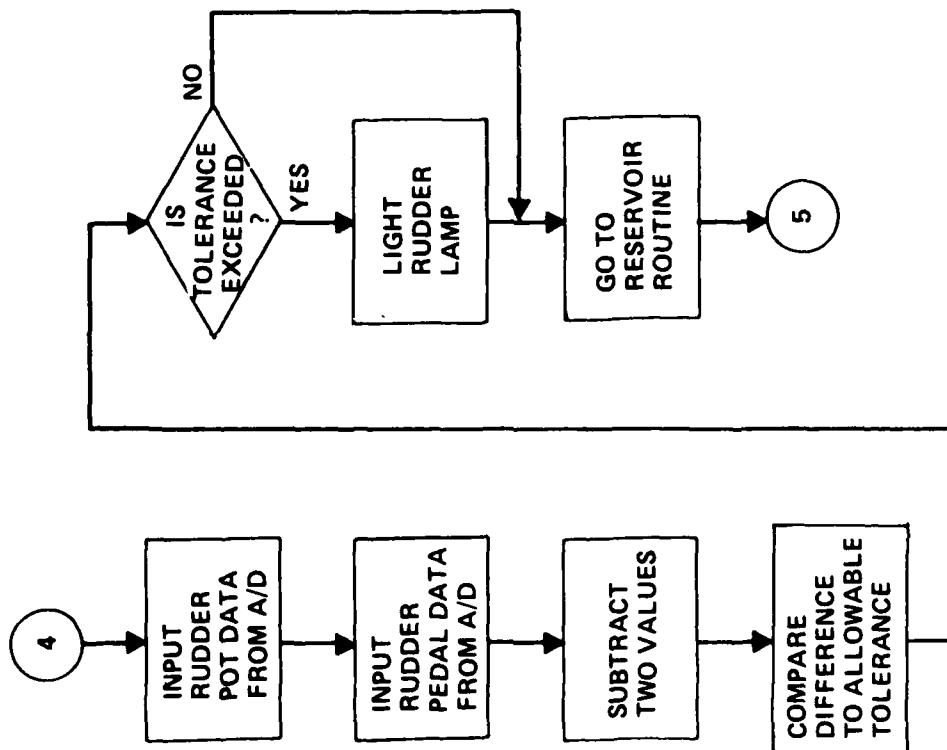 4
INPUT
RUDDER
POT DATA
FROM A/D
INPUT
RUDDER
PEDAL DATA
FROM A/D
SUBTRACT
TWO VALUES
COMPARE
DIFFERENCE
TO ALLOWABLE
TOLERANCE
IS
TOLERANCE
EXCEEDED
?
NO
YES
LIGHT
RUDDER
LAMP
GO TO
RESERVOIR
ROUTINE
5